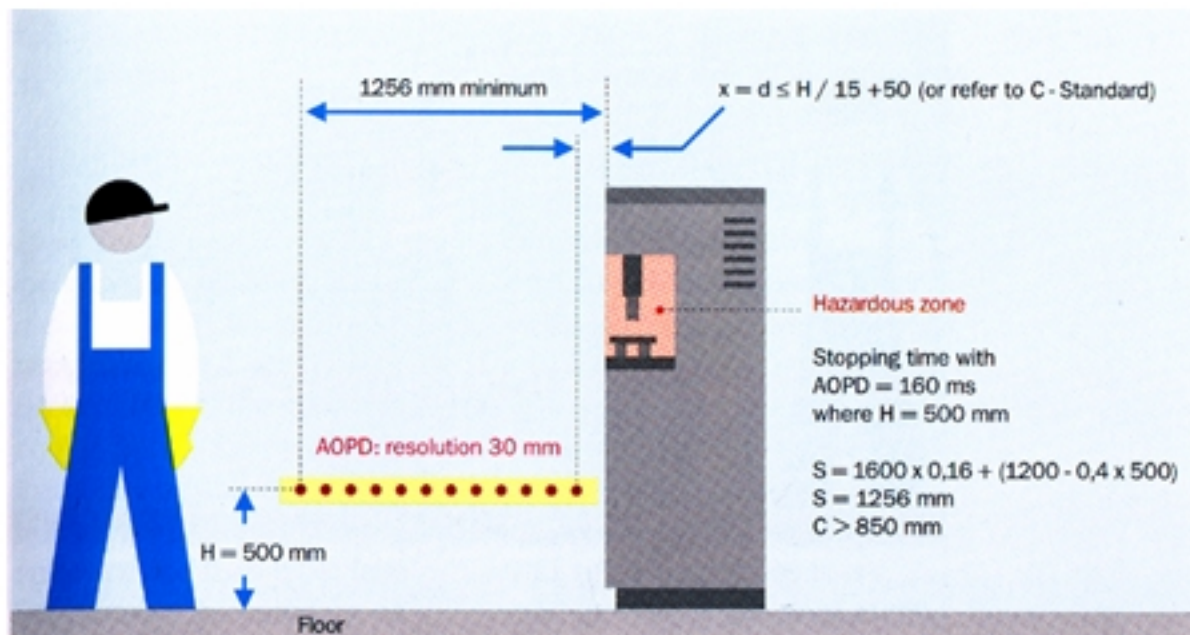 1256 mm minimum
x = d ≤ H / 15 +50 (or refer to C - Standard)
Hazardous zone
Stopping time with
AOPD = 160 ms
where H = 500 mm
AOPD: resolution 30 mm
S = 1600 x 0,16 + (1200 - 0,4 x 500)
S = 1256 mm
C > 850 mm
H = 500 mm
Floor